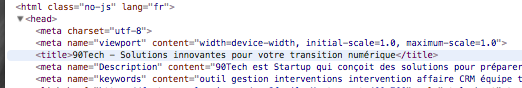 <html class="no-js" lang="fr">
▼<head>
<meta charset="utf-8">
<meta name="viewport" content="width=device-width, initial-scale=1.0, maximum-scale=1.0">
<title>90Tech - Solutions innovantes pour votre transition numérique</title>
<meta name="Description" content="90Tech est Startup qui conçoit des solutions pour préparer
<meta name="keywords" content="outil gestion interventions intervention affaire CRM équipe t